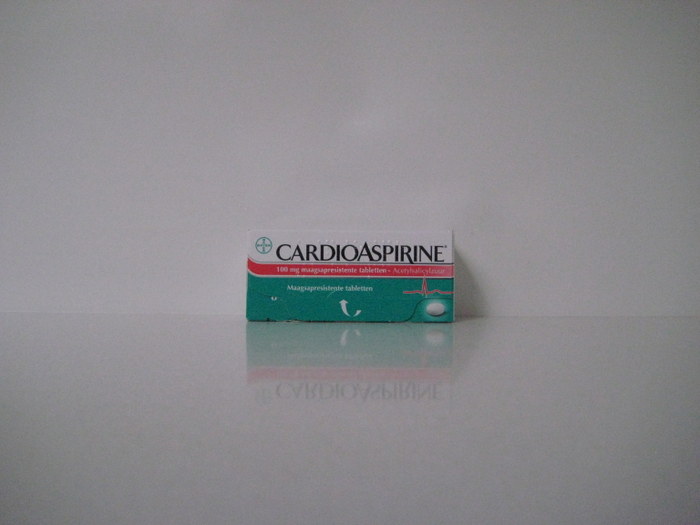 CARDIOASPIRINE®
100 mg maagsapresistente tabletten - Acetylsalicylzuur
Maagsapresistente tabletten